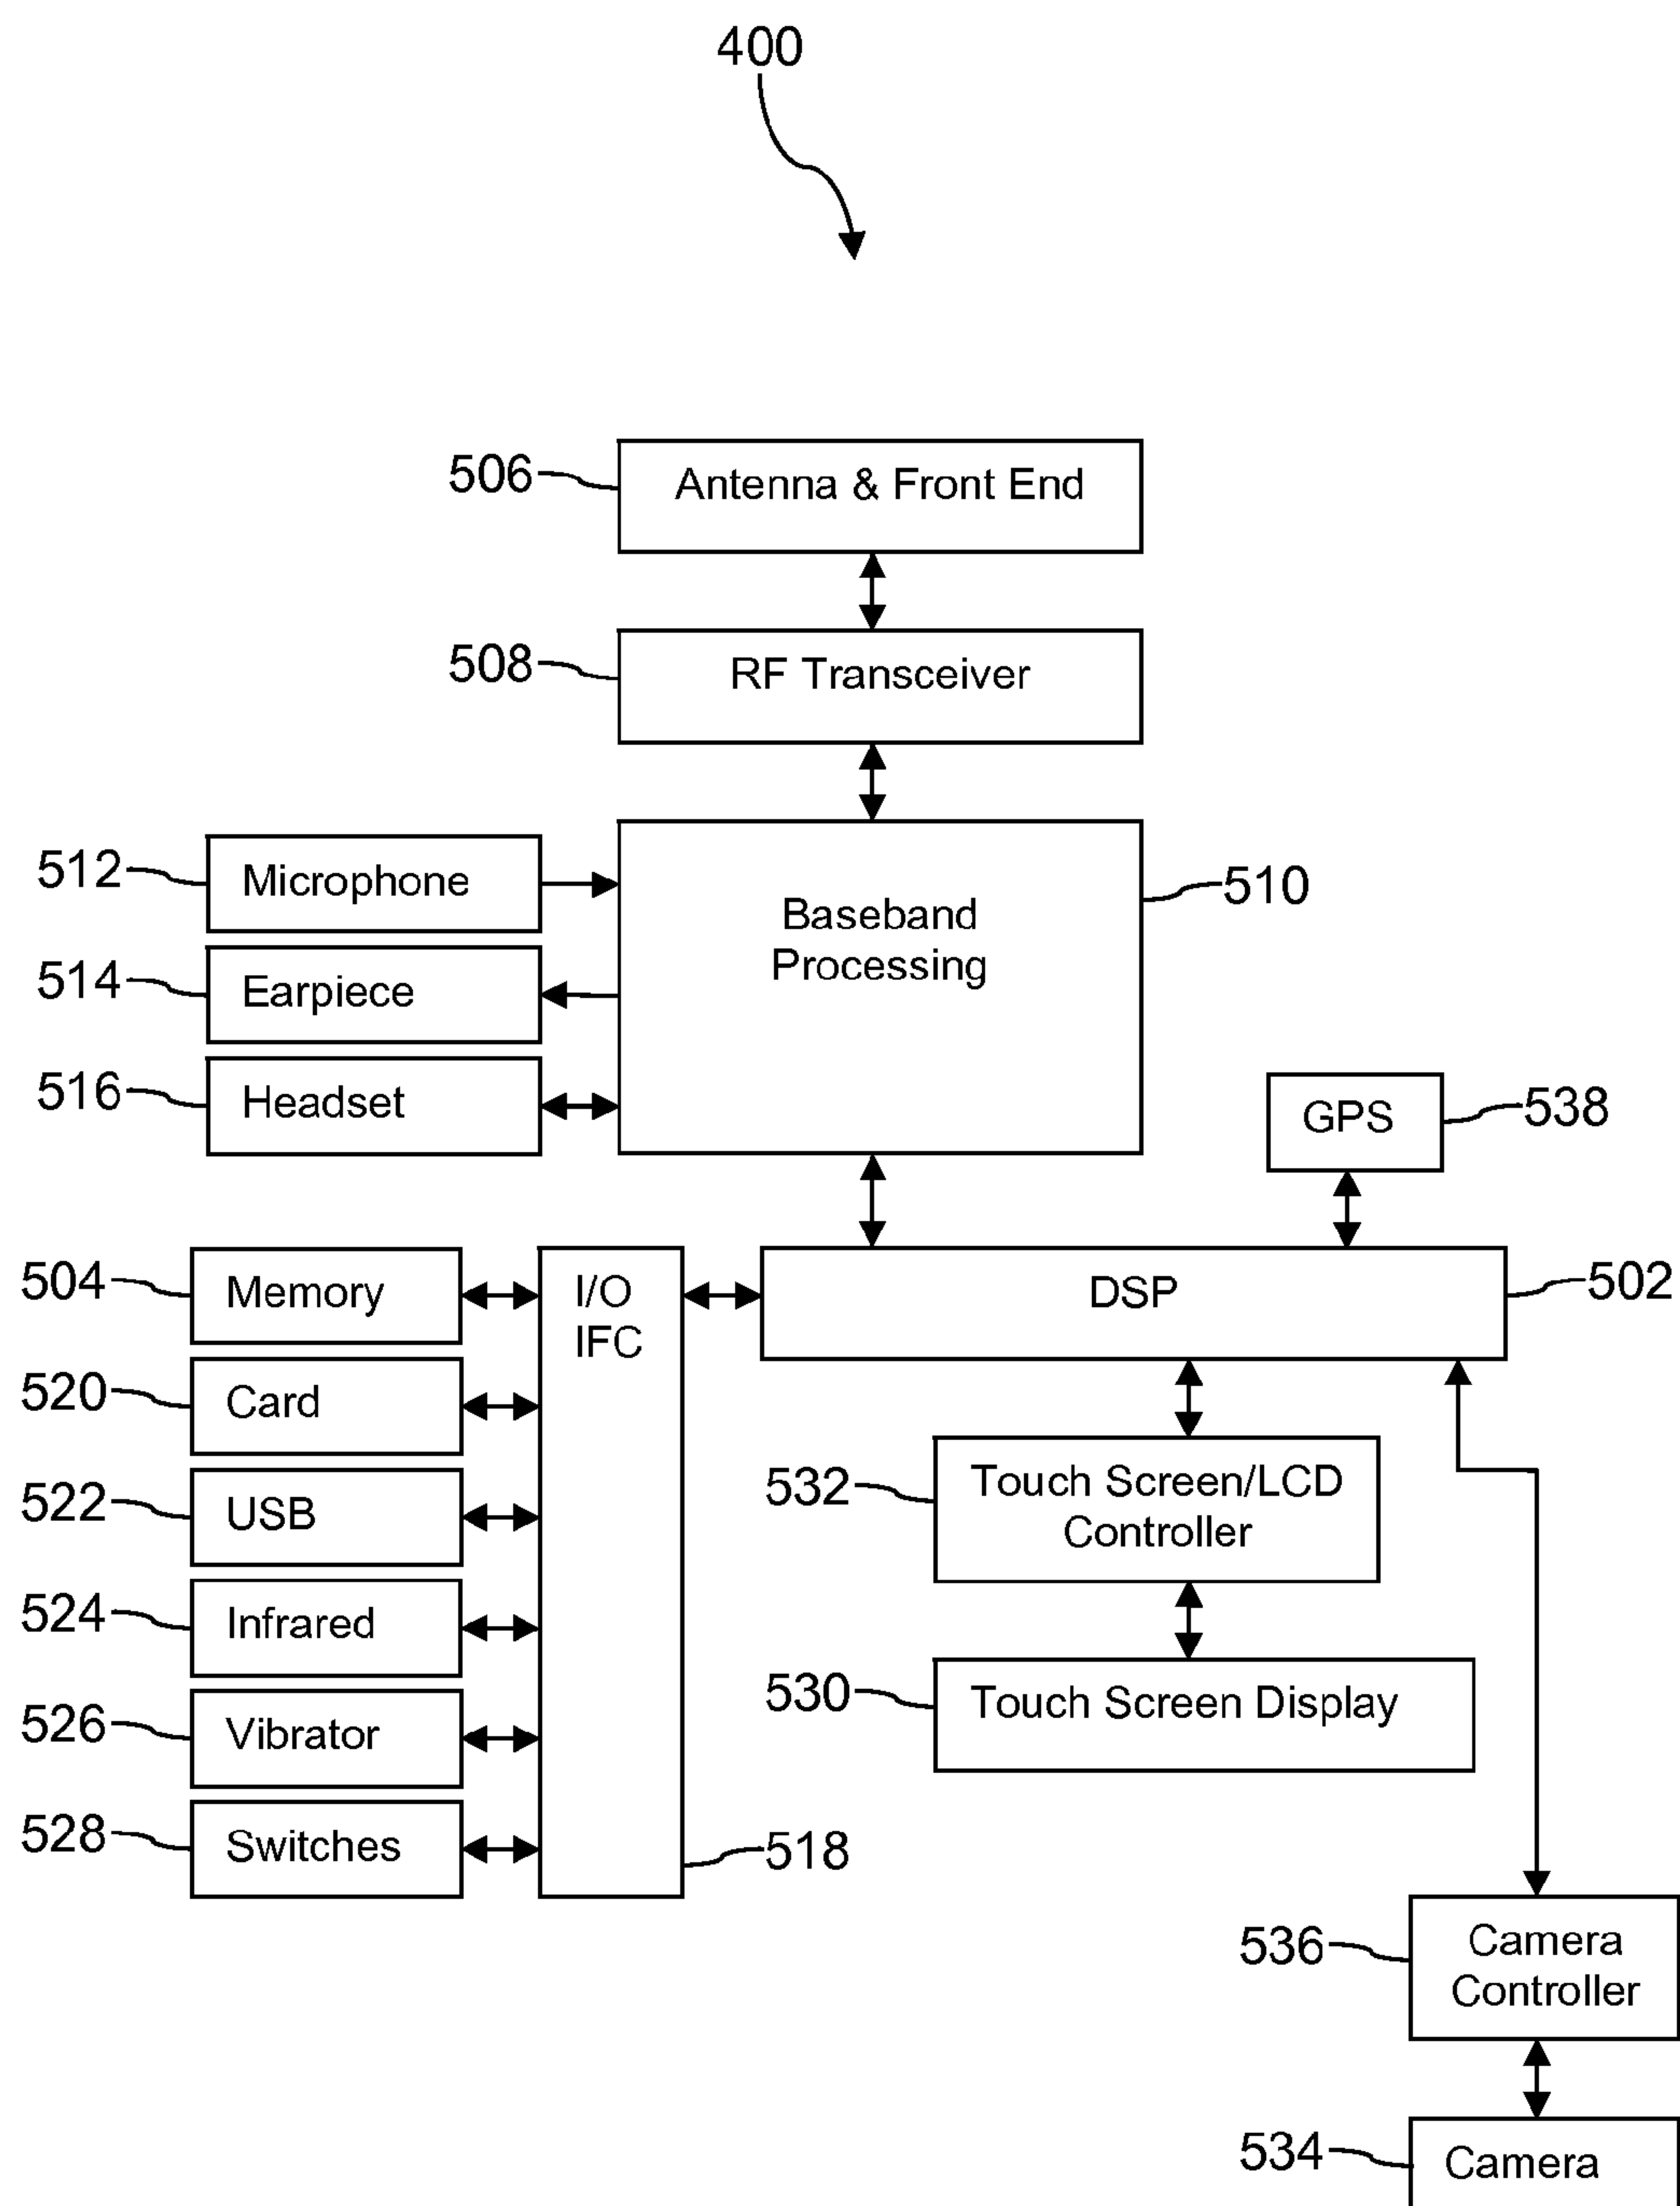 400
506
Antenna & Front End
508
RF Transceiver
512
Microphone
Baseband
Processing
510
514
Earpiece
516
Headset
GPS
538
504
Memory
I/O
IFC
DSP
502
520
Card
522
USB
532
Touch Screen/LCD
Controller
524
Infrared
530
Touch Screen Display
526
Vibrator
528
Switches
518
536
Camera
Controller
534
Camera